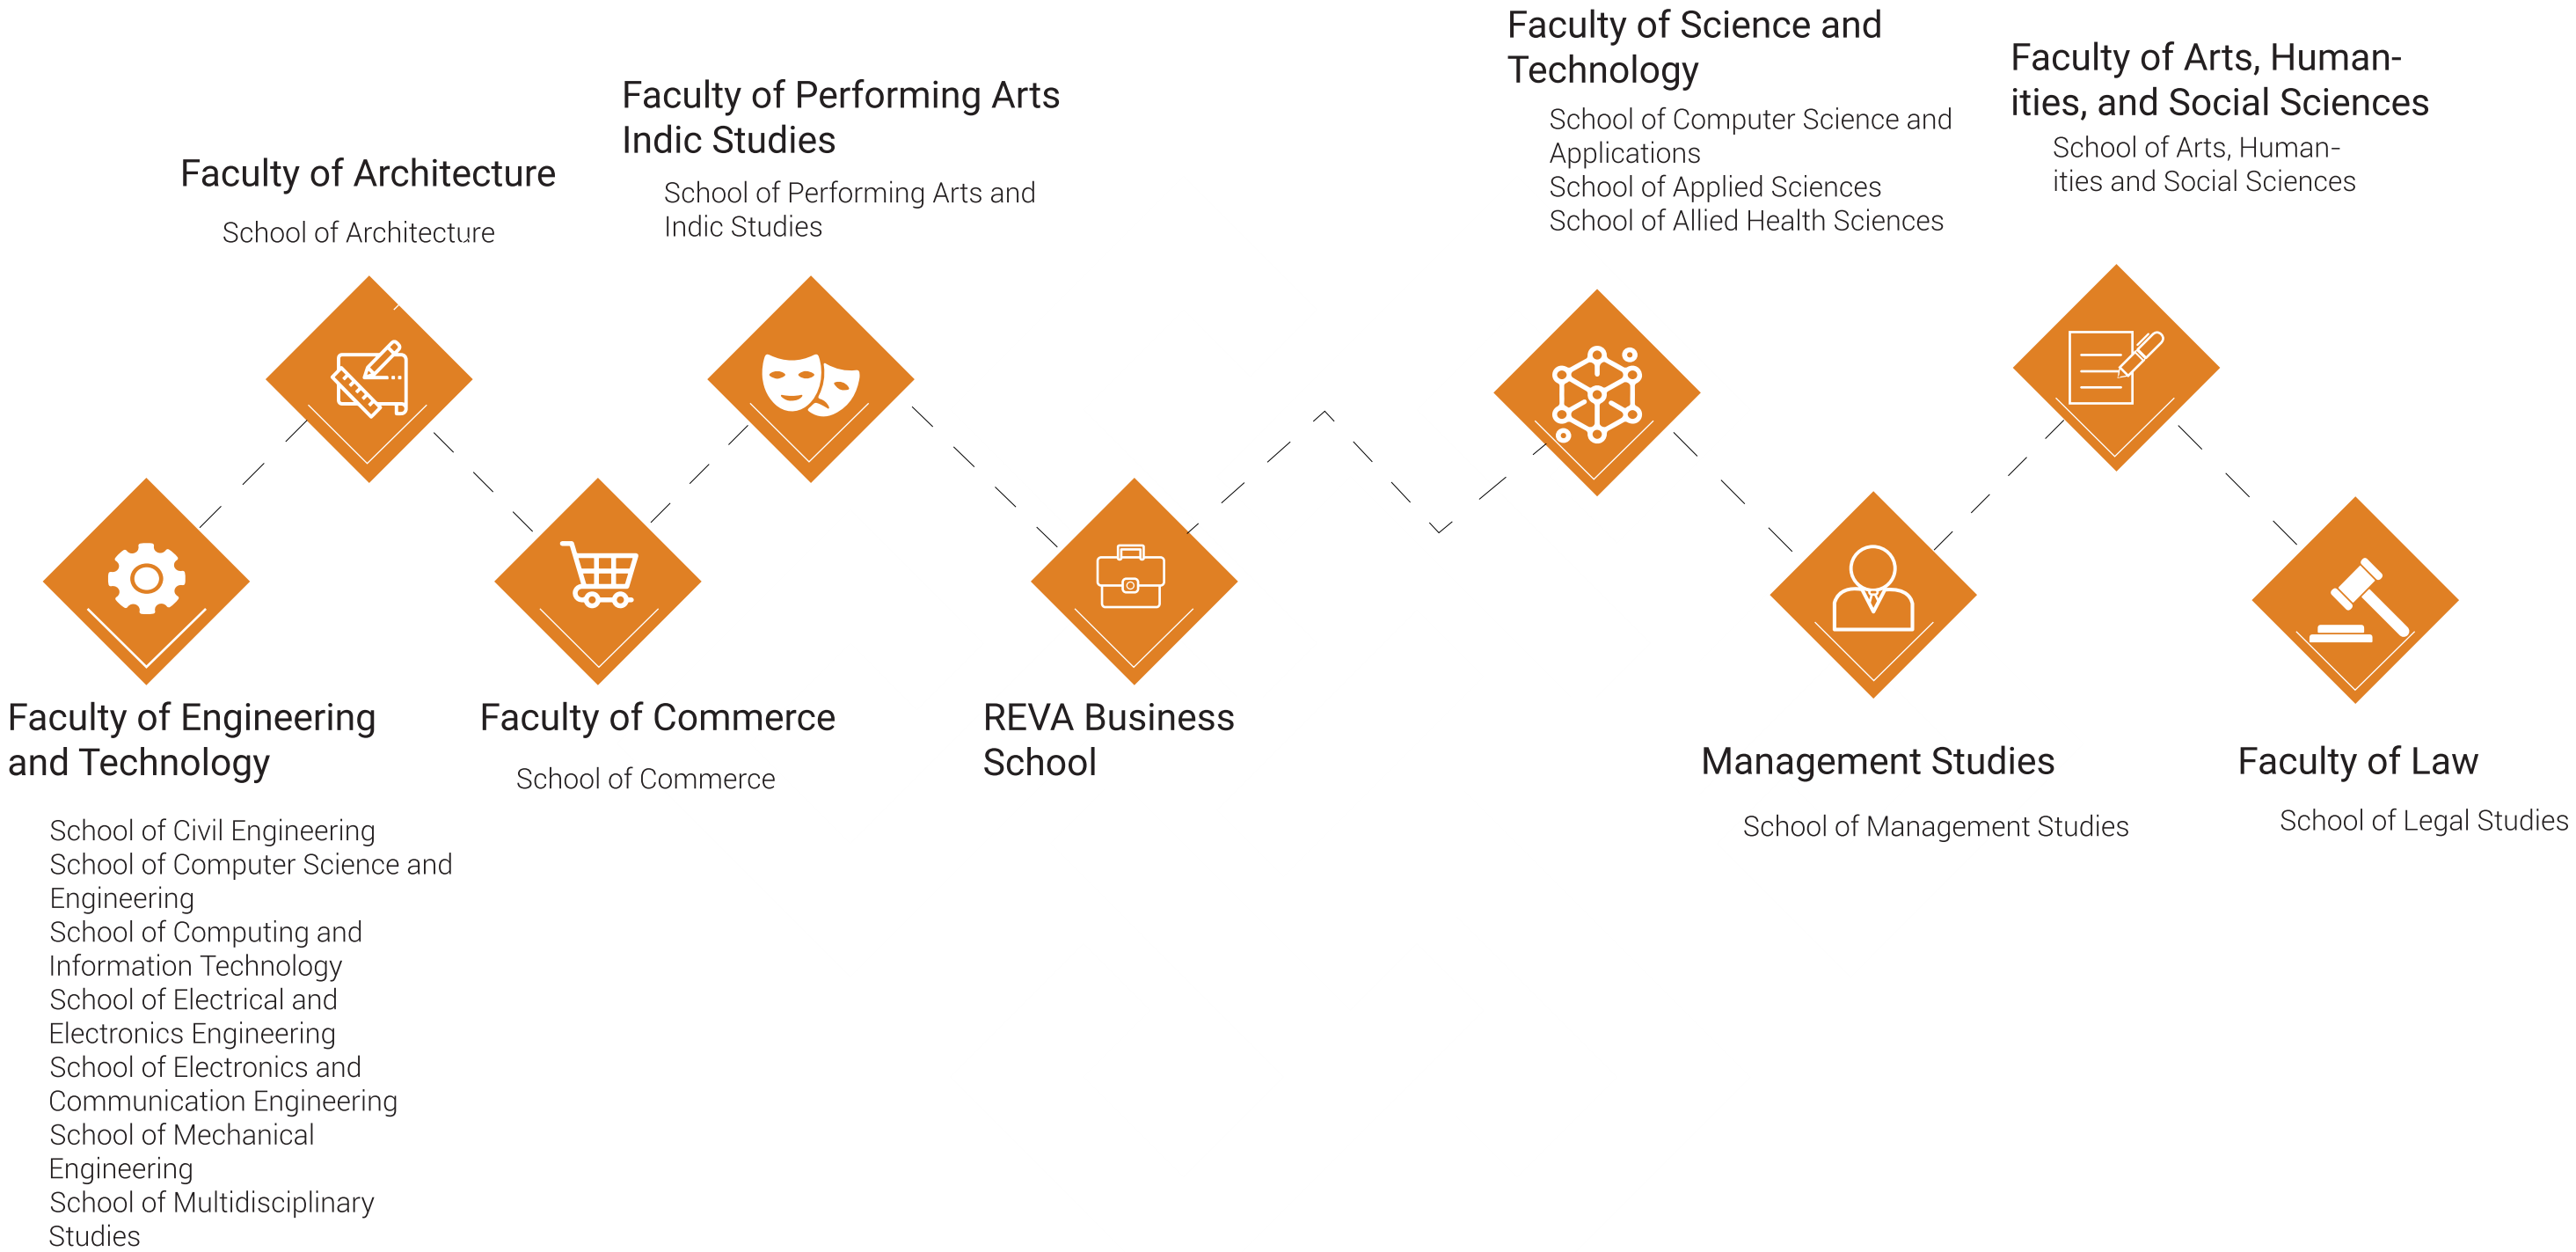 Faculty of Engineering
and Technology
School of Civil Engineering
School of Computer Science and
Engineering
School of Computing and
Information Technology
School of Electrical and
Electronics Engineering
School of Electronics and
Communication Engineering
School of Mechanical
Engineering
School of Multidisciplinary
Studies
Faculty of Architecture
School of Architecture
Faculty of Commerce
School of Commerce
Faculty of Performing Arts
Indic Studies
School of Performing Arts and
Indic Studies
REVA Business
School
Faculty of Science and
Technology
School of Computer Science and
Applications
School of Applied Sciences
School of Allied Health Sciences
Management Studies
School of Management Studies
Faculty of Arts, Human-
ities, and Social Sciences
School of Arts, Human-
ities and Social Sciences
Faculty of Law
School of Legal Studies